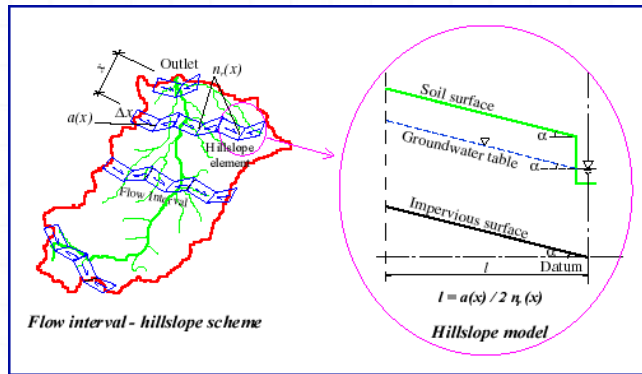 x
Outlet
n_r(x)
Δx
a(x)
Hillslope
element
Flow Interval
Flow interval - hillslope scheme
Soil surface
α
Groundwater table
α
Impervious surface
α
l
Datum
l = a(x) / 2 n_r(x)
Hillslope model